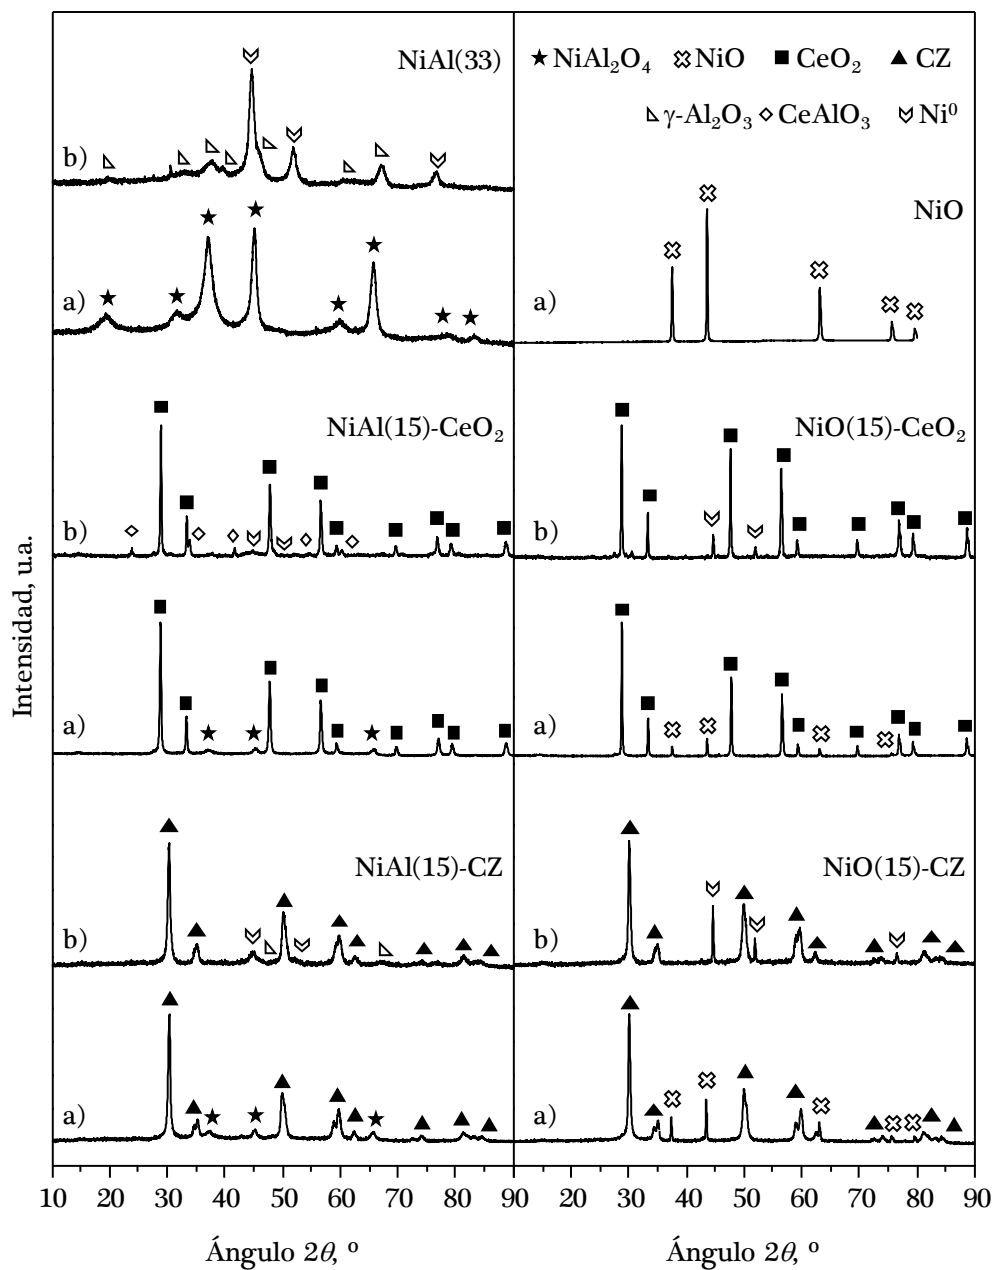 NiAl(33)
NiAl₂O₄ NiO CeO₂ CZ
γ-Al₂O₃ CeAlO₃ Ni⁰
b)
NiO
a)
a)
NiAl(15)-CeO₂
NiO(15)-CeO₂
b)
b)
a)
a)
NiAl(15)-CZ
NiO(15)-CZ
b)
b)
a)
a)
Intensidad, u.a.
10 20 30 40 50 60 70 80 90 20 30 40 50 60 70 80 90
Ángulo 2θ, º
Ángulo 2θ, º